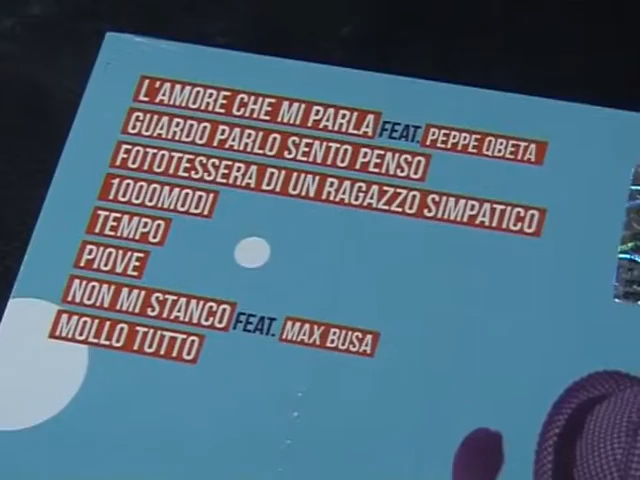 L'AMORE CHE MI PARLA FEAT. PEPPE QBETA
GUARDO PARLO SENTO PENSO
FOTOTESSERA DI UN RAGAZZO SIMPATICO
1000MODI
TEMPO
PIOVE
NON MI STANCO FEAT. MAX BUSA
MOLLO TUTTO